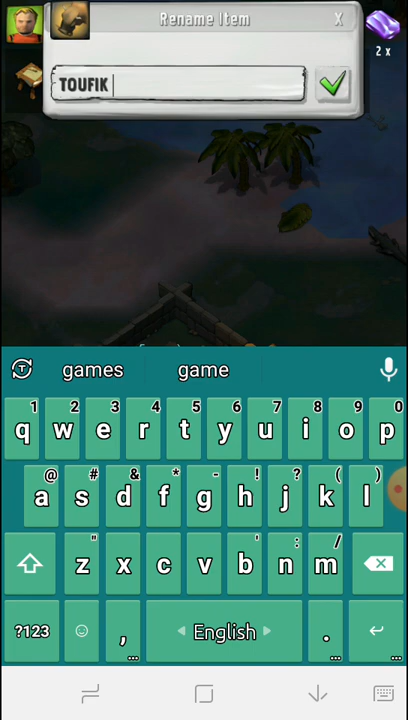 Rename Item X
2 x
TOUFIK
games game
1 2 3 4 5 6 7 8 9 0
q w e r t y u i o p
@ # & * - ! ? ( )
a s d f g h j k l
" ' : /
z x c v b n m
?123 , English .